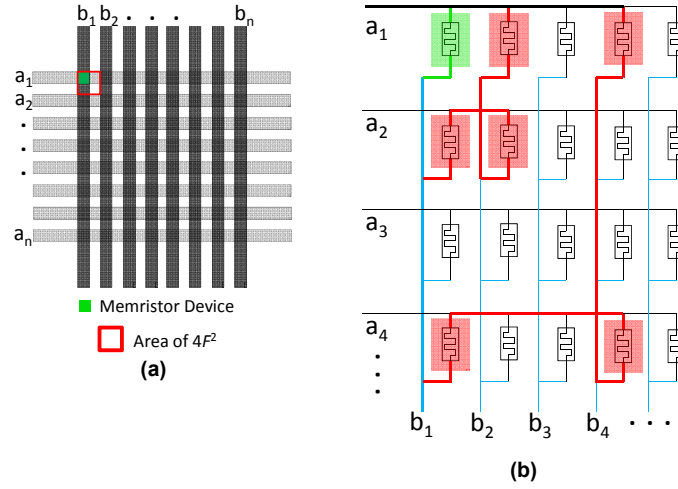 b1 b2 . . . bn
a1
a2
.
.
.
an
Memristor Device
Area of 4F²
(a)
a1
a2
a3
a4
.
.
.
b1 b2 b3 b4 . . .
(b)